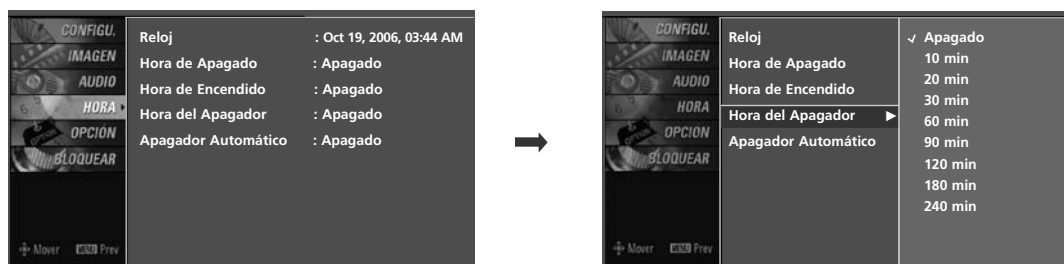 CONFIGU.
IMAGEN
AUDIO
HORA
OPCIÓN
BLOQUEAR
Mover MENU Prev
Reloj : Oct 19, 2006, 03:44 AM
Hora de Apagado : Apagado
Hora de Encendido : Apagado
Hora del Apagador : Apagado
Apagador Automático : Apagado
CONFIGU.
IMAGEN
AUDIO
HORA
OPCIÓN
BLOQUEAR
Mover MENU Prev
Reloj
Hora de Apagado
Hora de Encendido
Hora del Apagador
Apagador Automático
Apagado
10 min
20 min
30 min
60 min
90 min
120 min
180 min
240 min